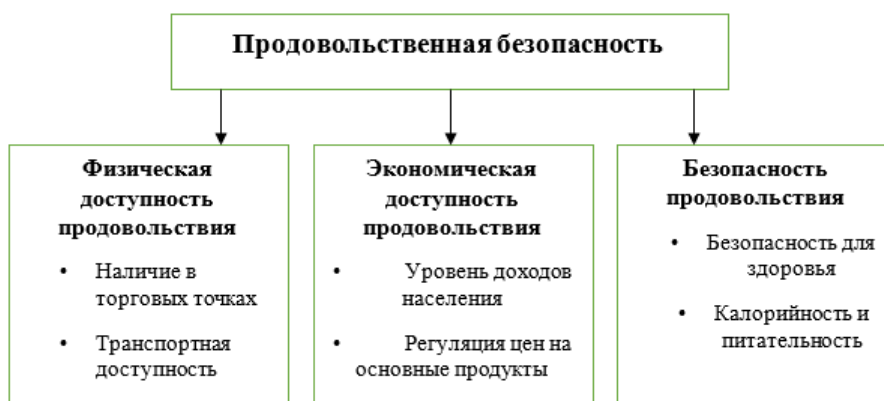 Продовольственная безопасность
Физическая
доступность
продовольствия
• Наличие в
торговых точках
• Транспортная
доступность
Экономическая
доступность
продовольствия
• Уровень доходов
населения
• Регуляция цен на
основные продукты
Безопасность
продовольствия
• Безопасность для
здоровья
• Калорийность и
питательность